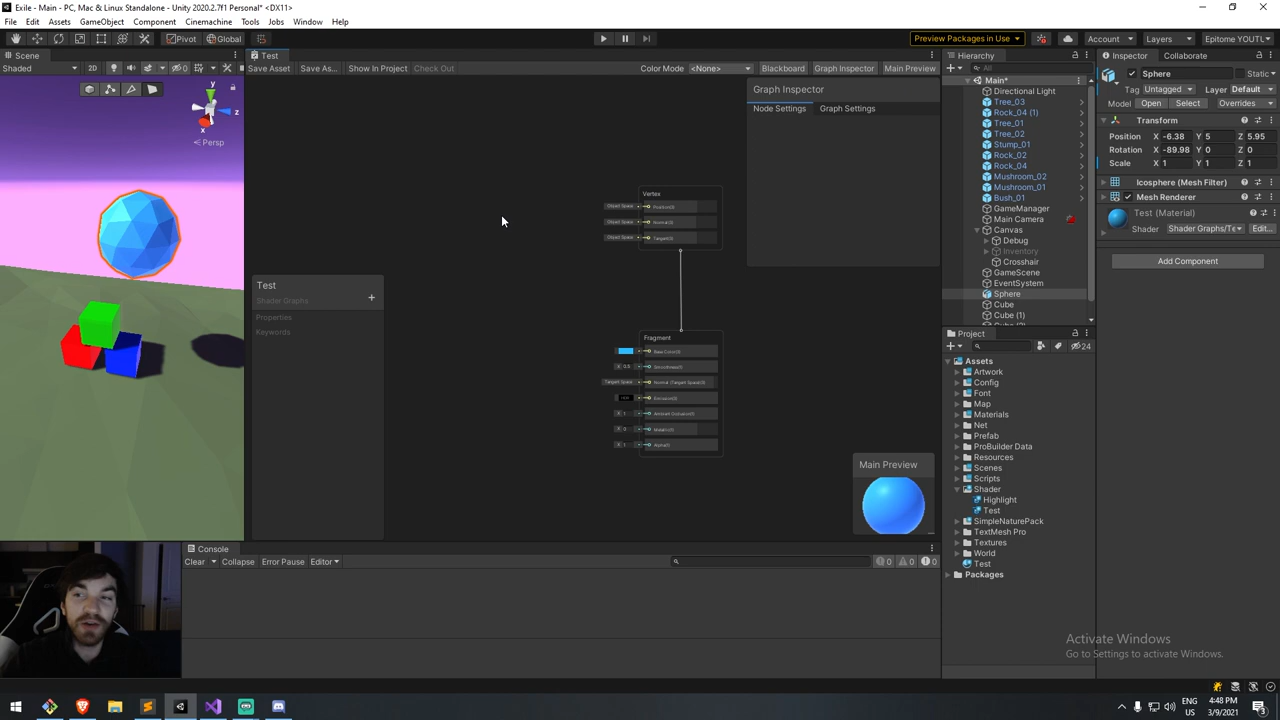 Exile - Main - PC, Mac & Linux Standalone - Unity 2020.2.7f1 Personal* <DX11>
File Edit Assets GameObject Component Cinemachine Tools Jobs Window Help
Pivot Global Preview Packages in Use Account Layers Epitome YOUTU
Scene
Shaded 2D 0
y
z
x
Persp
Test
Save Asset Save As... Show In Project Check Out Color Mode <None> Blackboard Graph Inspector Main Preview
Graph Inspector
Node Settings Graph Settings
Vertex
Object Space Position(3)
Object Space Normal(3)
Object Space Tangent(3)
Test
Shader Graphs
Properties
Keywords
Fragment
Base Color(3)
X 0.5 Smoothness(1)
Tangent Space Normal (Tangent Space)(3)
Emission(3)
X 1 Ambient Occlusion(1)
X 0 Metallic(1)
X 1 Alpha(1)
Main Preview
Console
Clear Collapse Error Pause Editor 0 0 0
Hierarchy
All
Main*
Directional Light
Tree_03
Rock_04 (1)
Tree_01
Tree_02
Stump_01
Rock_02
Rock_04
Mushroom_02
Mushroom_01
Bush_01
GameManager
Main Camera
Canvas
Debug
Inventory
Crosshair
GameScene
EventSystem
Sphere
Cube
Cube (1)
Project
24
Assets
Artwork
Config
Font
Map
Materials
Net
Prefab
ProBuilder Data
Resources
Scenes
Scripts
Shader
Highlight
Test
SimpleNaturePack
TextMesh Pro
Textures
World
Test
Packages
Inspector Collaborate
Sphere Static
Tag Untagged Layer Default
Model Open Select Overrides
Transform
Position X -6.38 Y 5 Z 5.95
Rotation X -89.98 Y 0 Z 0
Scale X 1 Y 1 Z 1
Icosphere (Mesh Filter)
Mesh Renderer
Test (Material)
Shader Shader Graphs/Te Edit...
Add Component
Activate Windows
Go to Settings to activate Windows.
ENG
US
4:48 PM
3/9/2021
3